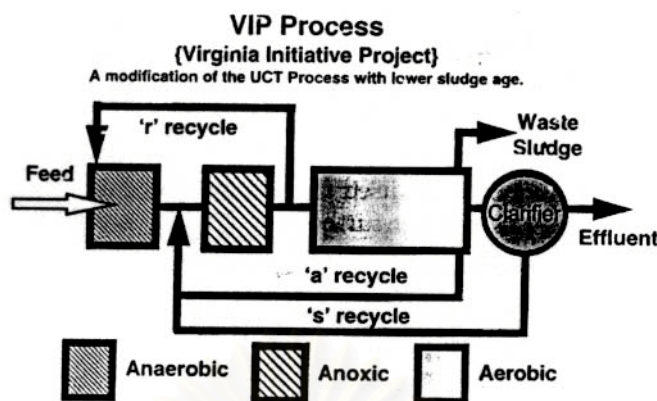 VIP Process
{Virginia Initiative Project}
A modification of the UCT Process with lower sludge age.
'r' recycle
Waste
Sludge
Feed
Clarifier
Effluent
'a' recycle
's' recycle
Anaerobic
Anoxic
Aerobic